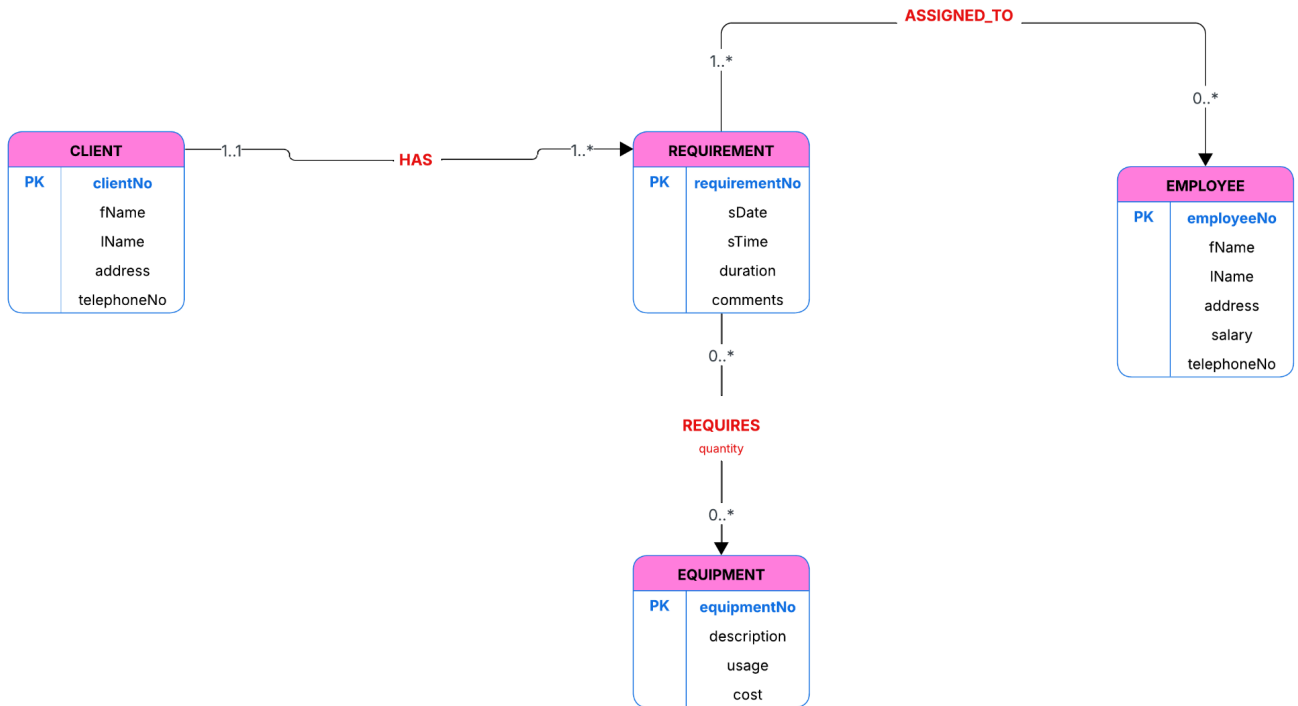 ASSIGNED_TO
1..*
0..*
CLIENT
PK clientNo
fName
lName
address
telephoneNo
1..1
HAS
1..*
REQUIREMENT
PK requirementNo
sDate
sTime
duration
comments
EMPLOYEE
PK employeeNo
fName
lName
address
salary
telephoneNo
0..*
REQUIRES
quantity
0..*
EQUIPMENT
PK equipmentNo
description
usage
cost